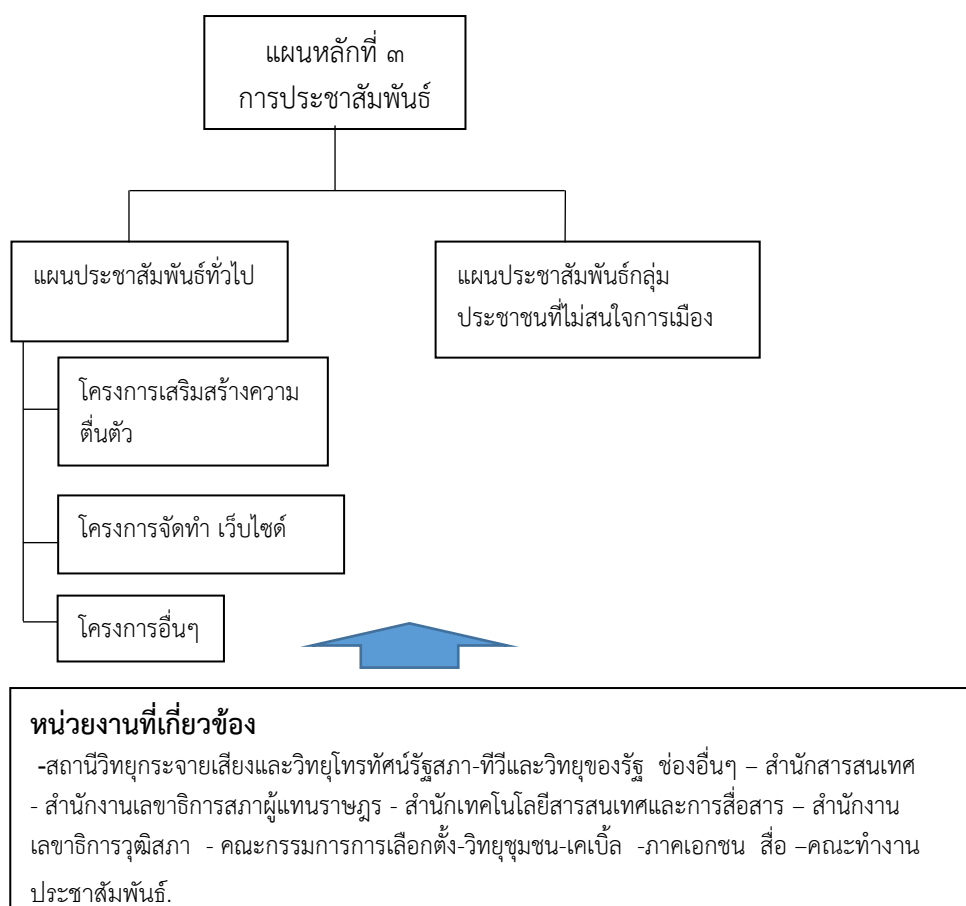 แผนหลักที่ ๓
การประชาสัมพันธ์
แผนประชาสัมพันธ์ทั่วไป
แผนประชาสัมพันธ์กลุ่ม
ประชาชนที่ไม่สนใจการเมือง
โครงการเสริมสร้างความ
ตื่นตัว
โครงการจัดทำ เว็บไซด์
โครงการอื่นๆ
หน่วยงานที่เกี่ยวข้อง
-สถานีวิทยุกระจายเสียงและวิทยุโทรทัศน์รัฐสภา-ทีวีและวิทยุของรัฐ ช่องอื่นๆ – สำนักสารสนเทศ
- สำนักงานเลขาธิการสภาผู้แทนราษฎร - สำนักเทคโนโลยีสารสนเทศและการสื่อสาร – สำนักงาน
เลขาธิการวุฒิสภา - คณะกรรมการการเลือกตั้ง-วิทยุชุมชน-เคเบิ้ล -ภาคเอกชน สื่อ –คณะทำงาน
ประชาสัมพันธ์.